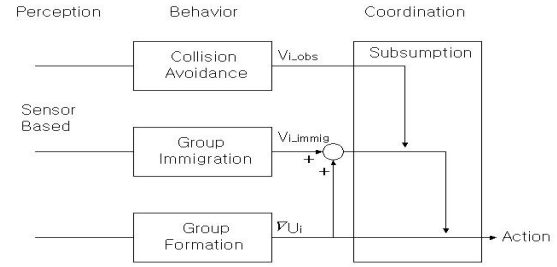 Perception Behavior Coordination
Collision
Avoidance
Vi_obs
Subsumption
Sensor
Based
Group
Immigration
Vi_immig
+
+
Group
Formation
∇Ui
Action